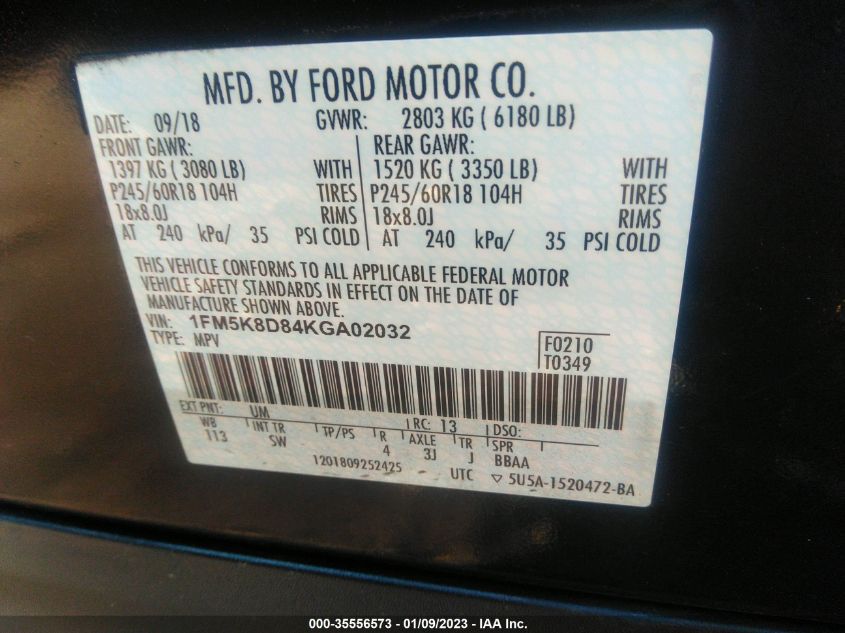 MFD. BY FORD MOTOR CO.
DATE: 09/18 GVWR: 2803 KG ( 6180 LB)
FRONT GAWR: REAR GAWR:
1397 KG ( 3080 LB) WITH 1520 KG ( 3350 LB) WITH
P245/60R18 104H TIRES P245/60R18 104H TIRES
18x8.0J RIMS 18x8.0J RIMS
AT 240 kPa/ 35 PSI COLD AT 240 kPa/ 35 PSI COLD
THIS VEHICLE CONFORMS TO ALL APPLICABLE FEDERAL MOTOR
VEHICLE SAFETY STANDARDS IN EFFECT ON THE DATE OF
MANUFACTURE SHOWN ABOVE.
VIN: 1FM5K8D84KGA02032
TYPE: MPV
F0210
T0349
EXT PNT: UM RC: 13 DSO:
WB INT TR TP/PS R AXLE TR SPR
113 SW 4 3J J BBAA
1201809252425 UTC ▽ 5U5A-1520472-BA
000-35556573 — 01/09/2023 — IAA Inc.